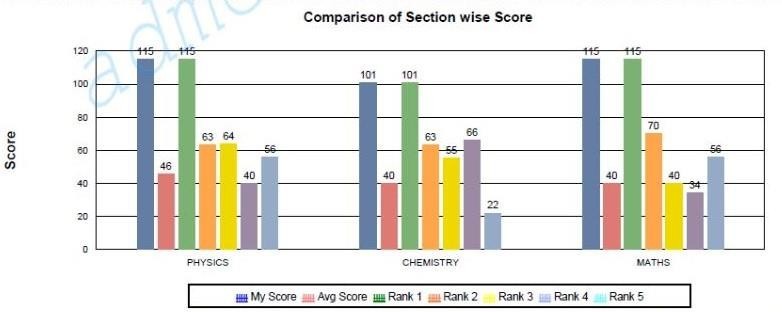 Comparison of Section wise Score
Score
120
100
80
60
40
20
0
115 46 115 63 64 40 56
101 40 101 63 55 66 22
115 40 115 70 40 34 56
PHYSICS CHEMISTRY MATHS
My Score Avg Score Rank 1 Rank 2 Rank 3 Rank 4 Rank 5